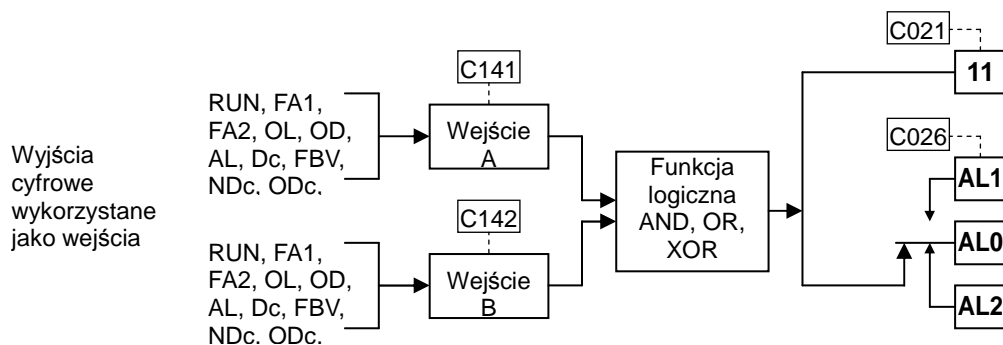 C021
11
C141
RUN, FA1,
FA2, OL, OD,
AL, Dc, FBV,
NDc, ODc,
Wejście
A
Wyjścia
cyfrowe
wykorzystane
jako wejścia
Funkcja
logiczna
AND, OR,
XOR
C026
AL1
AL0
AL2
C142
RUN, FA1,
FA2, OL, OD,
AL, Dc, FBV,
NDc, ODc,
Wejście
B